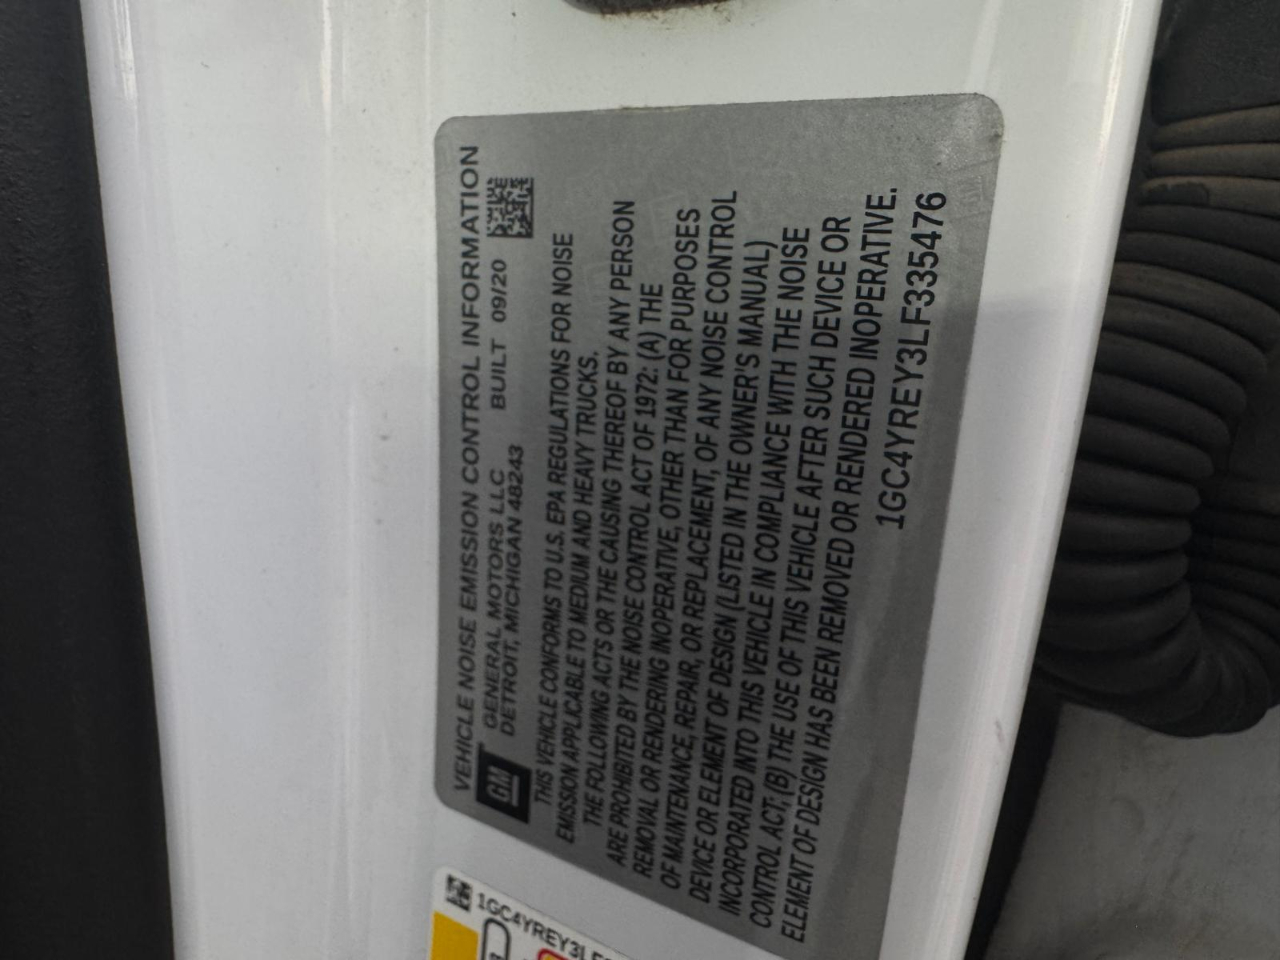 VEHICLE NOISE EMISSION CONTROL INFORMATION
GM
GENERAL MOTORS LLC BUILT 09/20
DETROIT, MICHIGAN 48243
THIS VEHICLE CONFORMS TO U.S. EPA REGULATIONS FOR NOISE
EMISSION APPLICABLE TO MEDIUM AND HEAVY TRUCKS.
THE FOLLOWING ACTS OR THE CAUSING THEREOF BY ANY PERSON
ARE PROHIBITED BY THE NOISE CONTROL ACT OF 1972: (A) THE
REMOVAL OR RENDERING INOPERATIVE, OTHER THAN FOR PURPOSES
OF MAINTENANCE, REPAIR, OR REPLACEMENT, OF ANY NOISE CONTROL
DEVICE OR ELEMENT OF DESIGN (LISTED IN THE OWNER'S MANUAL)
INCORPORATED INTO THIS VEHICLE IN COMPLIANCE WITH THE NOISE
CONTROL ACT; (B) THE USE OF THIS VEHICLE AFTER SUCH DEVICE OR
ELEMENT OF DESIGN HAS BEEN REMOVED OR RENDERED INOPERATIVE.
1GC4YREY3LF335476
1GC4YREY3LF